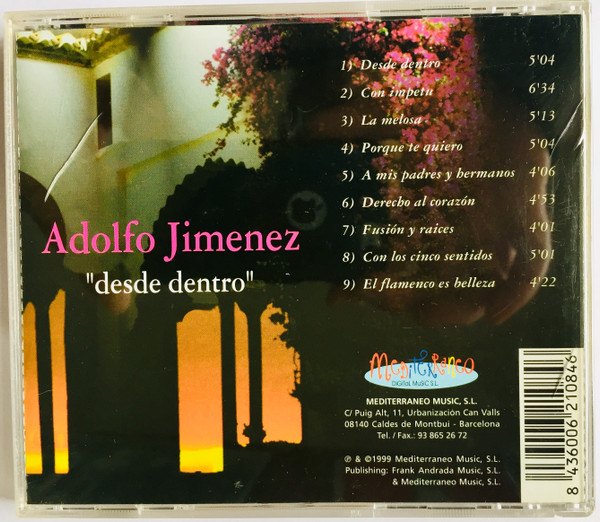 1) Desde dentro 5'04
2) Con impetu 6'34
3) La melosa 5'13
4) Porque te quiero 5'04
5) A mis padres y hermanos 4'06
6) Derecho al corazón 4'53
7) Fusión y raices 4'01
8) Con los cinco sentidos 5'01
9) El flamenco es belleza 4'22
Adolfo Jimenez
"desde dentro"
MEDITERRANEO
DIGITAL MUSIC S.L.
MEDITERRANEO MUSIC, S.L.
C/ Puig Alt, 11, Urbanización Can Valls
08140 Caldes de Montbui - Barcelona
Tel. / Fax.: 93 865 26 72
℗ & ©1999 Mediterraneo Music, S.L.
Publishing: Frank Andrada Music, S.L.
& Mediterraneo Music, S.L.
8 436006 210846